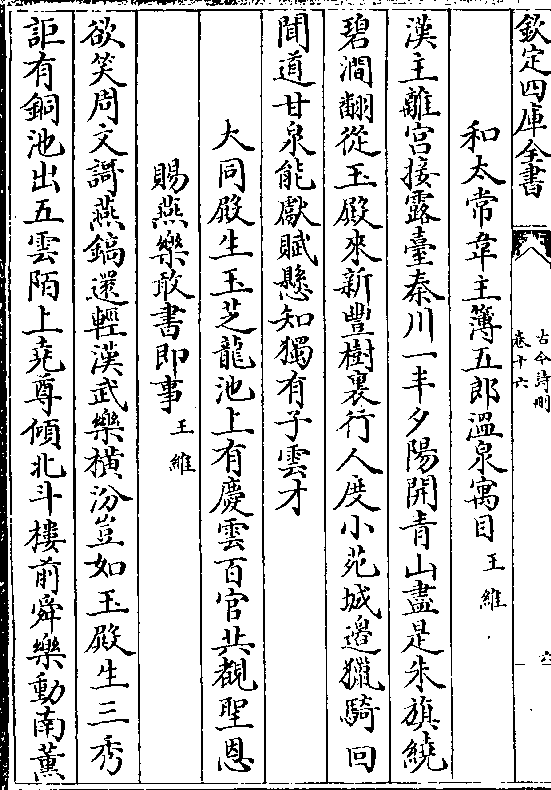 欽定四庫全書
古今詩刪
卷十六
六
和太常韋主簿五郎溫泉寓目 王維
漢主離宮接露臺秦川一半夕陽開青山盡是朱旗繞
碧澗翻從玉殿來新豐樹裏行人度小苑城邊獵騎回
聞道甘泉能獻賦懸知獨有子雲才
大同殿生玉芝龍池上有慶雲百官共覩聖恩
賜燕樂敢書即事 王維
欲笑周文謌燕鎬還輕漢武樂橫汾豈如玉殿生三秀
詎有銅池出五雲陌上堯尊傾北斗樓前舜樂動南薰